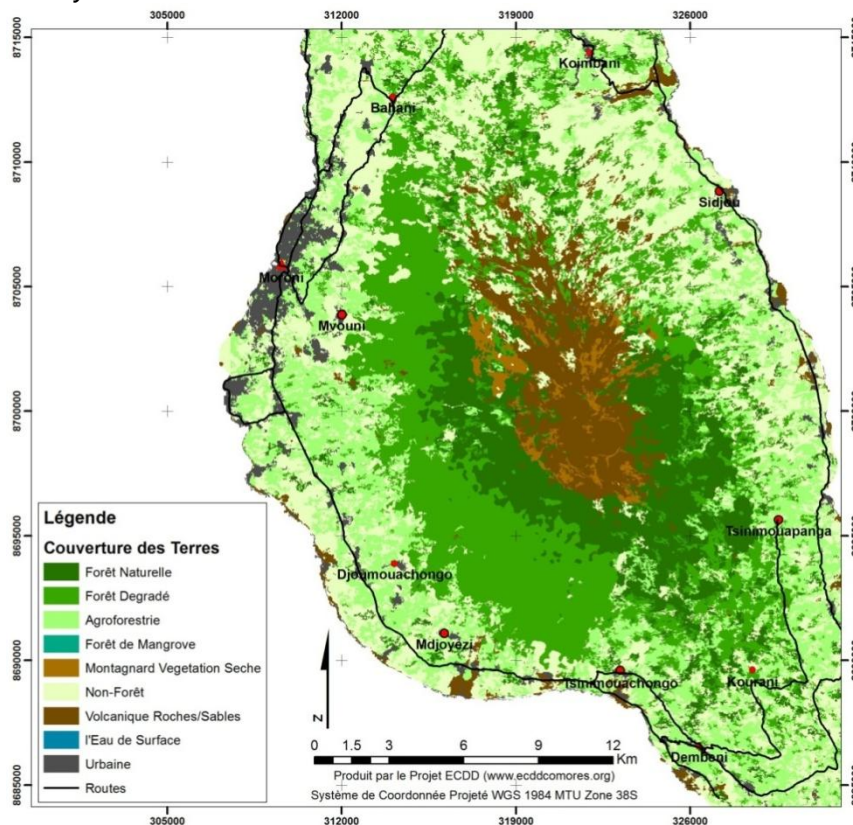 305000 312000 319000 326000
8715000
8710000
8705000
8700000
8695000
8690000
8685000
Koimbani
Bahani
Sidjou
Moroni
Mvouni
Tsinimouapanga
Djoumouachongo
Mdjoyézi
Tsinimouachongo
Kourani
Dembeni
Légende
Couverture des Terres
Forêt Naturelle
Forêt Degradé
Agroforestrie
Forêt de Mangrove
Montagnard Vegetation Seche
Non-Forêt
Volcanique Roches/Sables
l'Eau de Surface
Urbaine
Routes
N
0 1.5 3 6 9 12
Km
Produit par le Projet ECDD (www.ecddcomores.org)
Système de Coordonnée Projeté WGS 1984 MTU Zone 38S
305000 312000 319000 326000